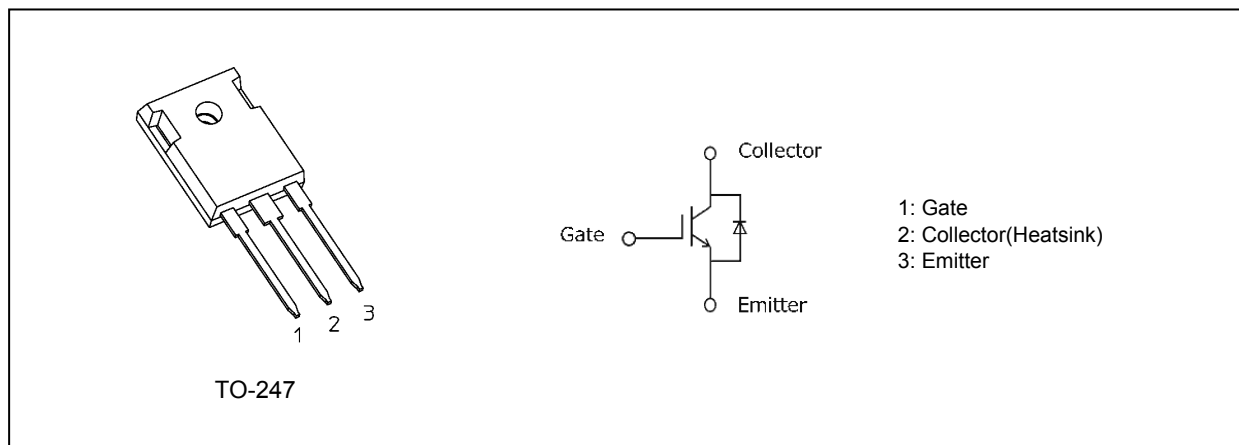 1
2
3
TO-247
Collector
Gate
Emitter
1: Gate
2: Collector(Heatsink)
3: Emitter